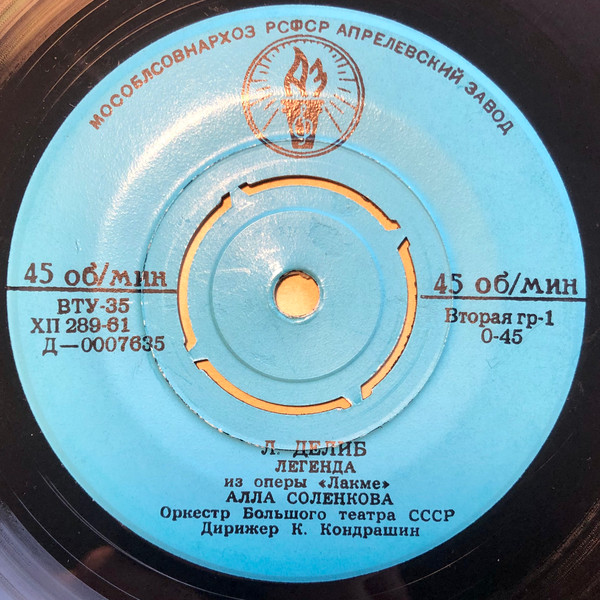 МОСОБЛСОВНАРХОЗ РСФСР АПРЕЛЕВСКИЙ ЗАВОД
45 об/мин
ВТУ-35
ХП 289-61
Д—0007635
45 об/мин
Вторая гр-1
0-45
Л. ДЕЛИБ
ЛЕГЕНДА
из оперы «Лакме»
АЛЛА СОЛЕНКОВА
Оркестр Большого театра СССР
Дирижер К. Кондрашин